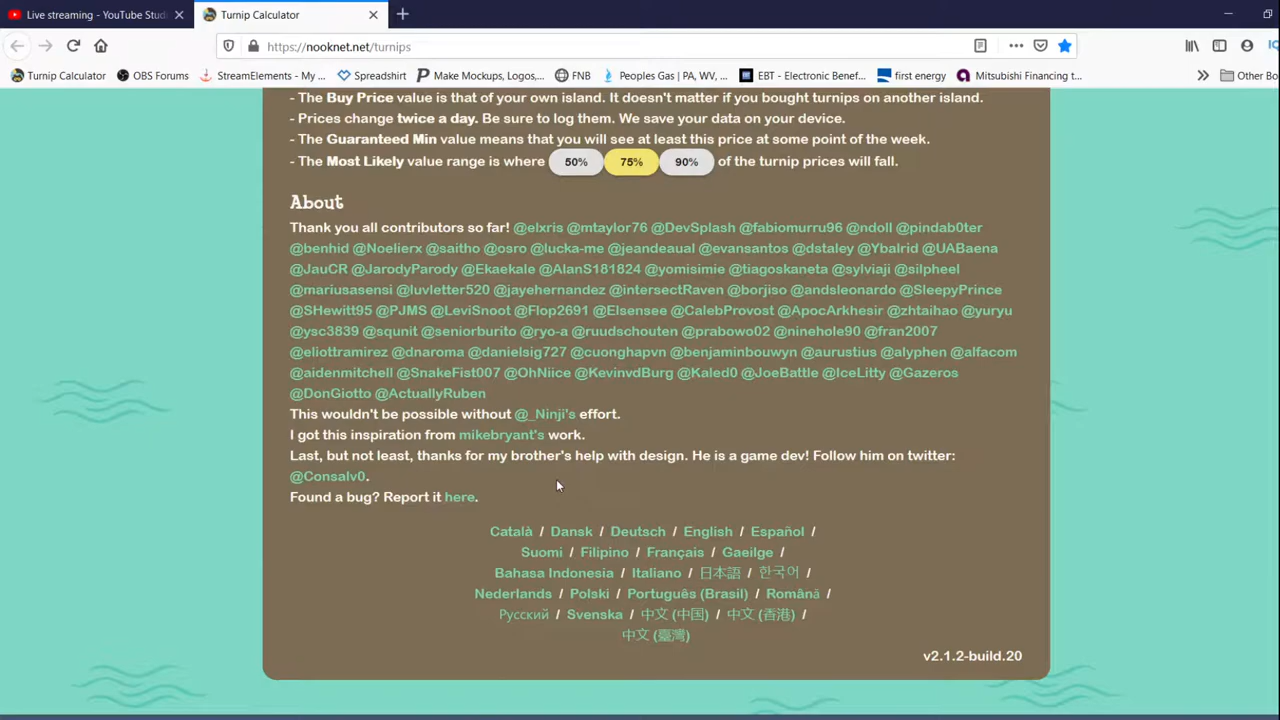 Live streaming - YouTube Stud
Turnip Calculator
https://nooknet.net/turnips
Turnip Calculator
OBS Forums
StreamElements - My ...
Spreadshirt
Make Mockups, Logos,...
FNB
Peoples Gas | PA, WV, ...
EBT - Electronic Benef...
first energy
Mitsibishi Financing t...
Other Bo
- The Buy Price value is that of your own island. It doesn't matter if you bought turnips on another island.
- Prices change twice a day. Be sure to log them. We save your data on your device.
- The Guaranteed Min value means that you will see at least this price at some point of the week.
- The Most Likely value range is where 50% 75% 90% of the turnip prices will fall.
About
Thank you all contributors so far! @elxris @mtaylor76 @DevSplash @fabiomurru96 @ndoll @pindab0ter
@benhid @Noelierx @saitho @osro @lucka-me @jeandeaual @evansantos @dstaley @Ybalrid @UABaena
@JauCR @JarodyParody @Ekaekale @AlanS181824 @yomisimie @tiagoskaneta @sylviaji @silpheel
@mariusasensi @luvletter520 @jayehernandez @intersectRaven @borjiso @andsleonardo @SleepyPrince
@SHewitt95 @PJMS @LeviSnoot @Flop2691 @Elsensee @CalebProvost @ApocArkhesir @zhtaihao @yuryu
@ysc3839 @squnit @seniorburito @ryo-a @ruudschouten @prabowo02 @ninehole90 @fran2007
@eliottramirez @dnaroma @danielsig727 @cuonghapvn @benjaminbouwyn @aurustius @alyphen @alfacom
@aidenmitchell @SnakeFist007 @OhNiice @KevinvdBurg @Kaled0 @JoeBattle @IceLitty @Gazeros
@DonGiotto @ActuallyRuben
This wouldn't be possible without @_Ninji's effort.
I got this inspiration from mikebryant's work.
Last, but not least, thanks for my brother's help with design. He is a game dev! Follow him on twitter:
@Consalv0.
Found a bug? Report it here.
Català / Dansk / Deutsch / English / Español /
Suomi / Filipino / Français / Gaeilge /
Bahasa Indonesia / Italiano / 日本語 / 한국어 /
Nederlands / Polski / Português (Brasil) / Română /
Русский / Svenska / 中文 (中国) / 中文 (香港) /
中文 (臺灣)
v2.1.2-build.20